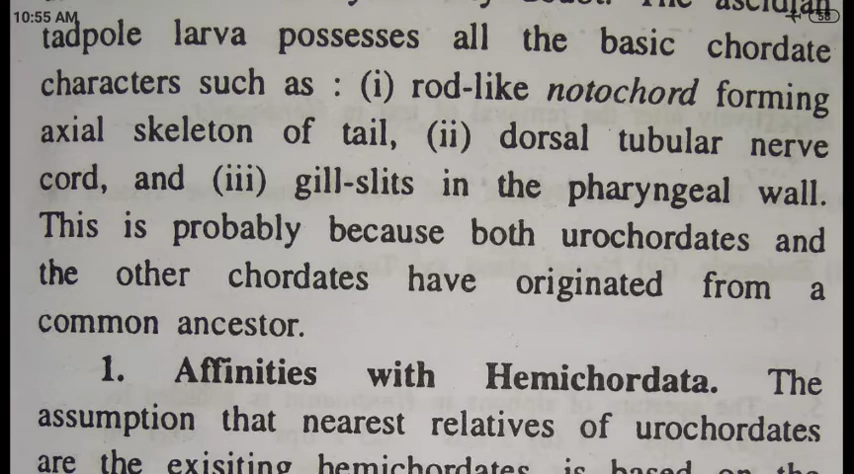 10:55 AM
58
The ascidian
tadpole larva possesses all the basic chordate
characters such as : (i) rod-like notochord forming
axial skeleton of tail, (ii) dorsal tubular nerve
cord, and (iii) gill-slits in the pharyngeal wall.
This is probably because both urochordates and
the other chordates have originated from a
common ancestor.
1. Affinities with Hemichordata. The
assumption that nearest relatives of urochordates
are the exisiting hemichordates is based on the